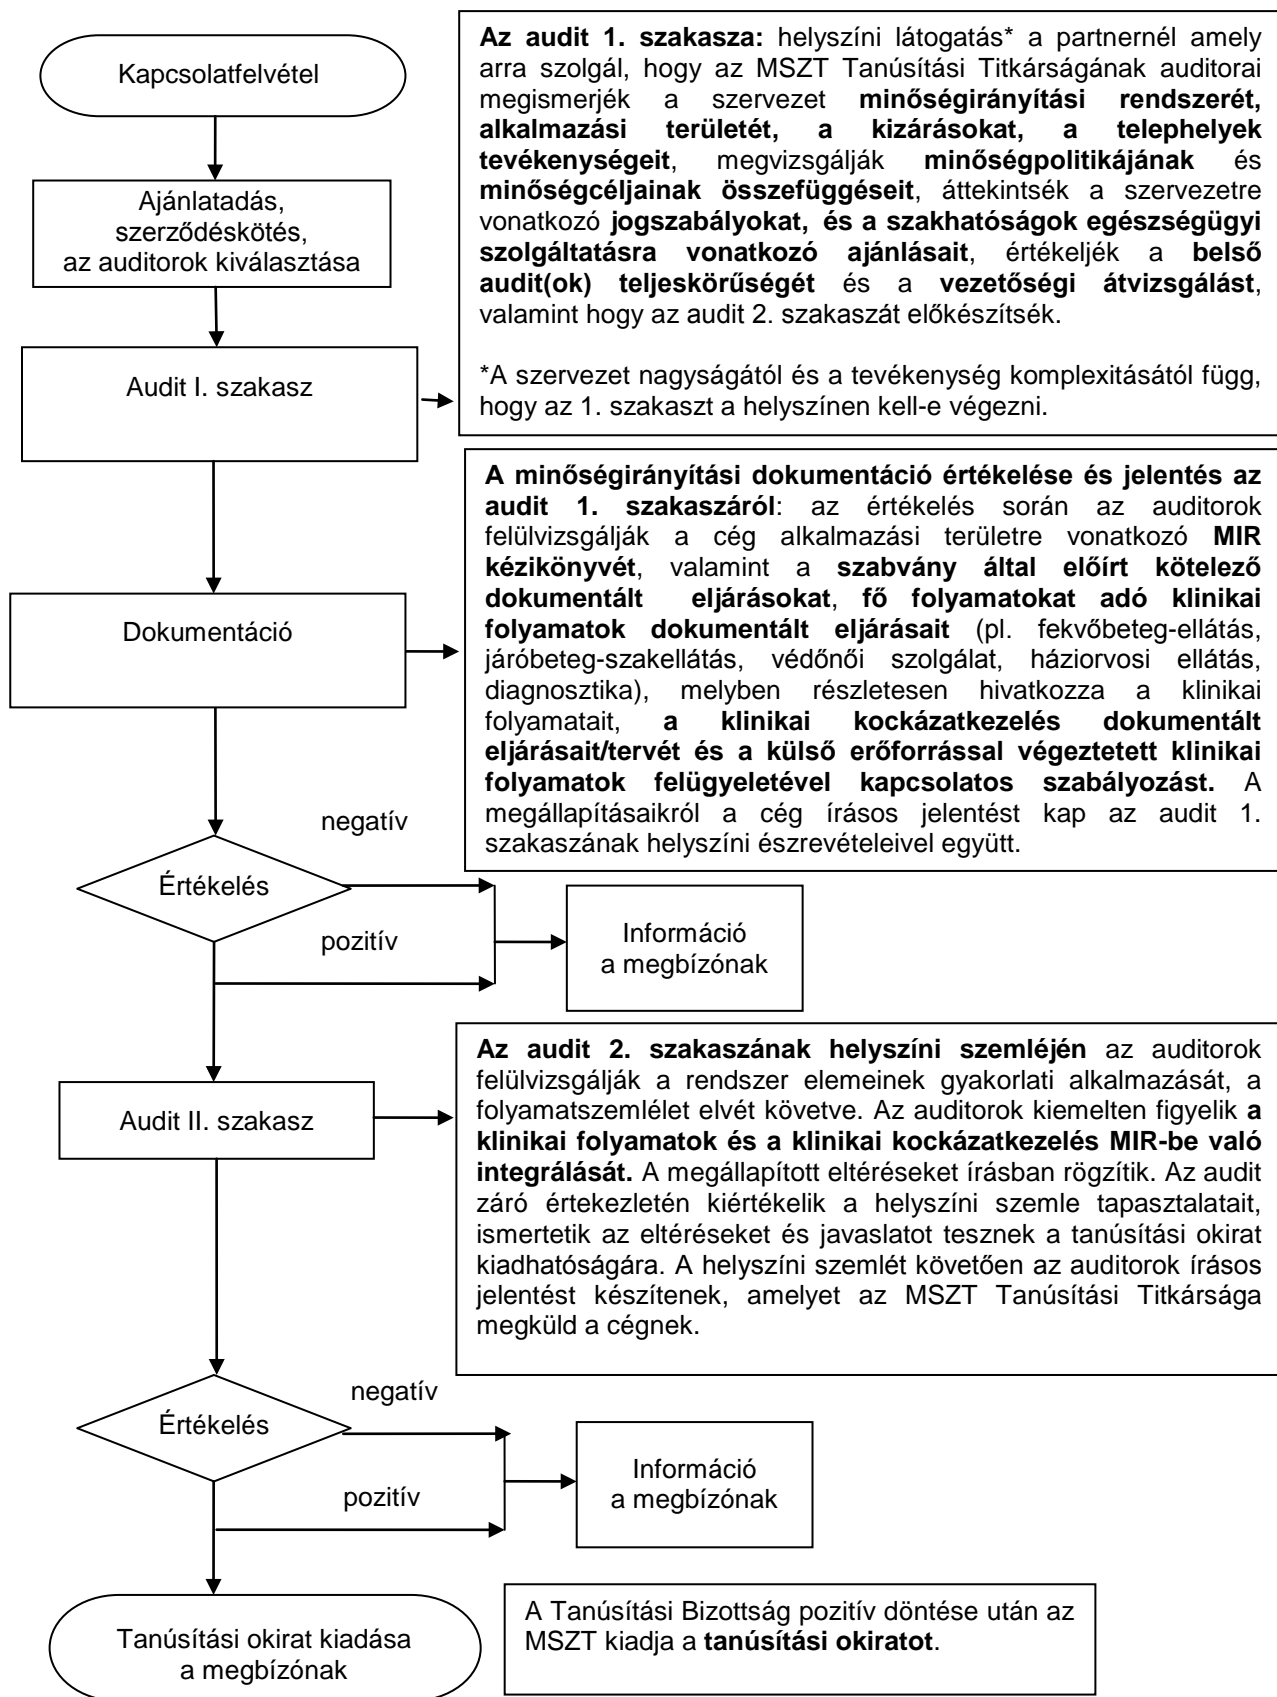 Kapcsolatfelvétel
Az audit 1. szakasza: helyszíni látogatás* a partnernél amely
arra szolgál, hogy az MSZT Tanúsítási Titkárságának auditorai
megismerjék a szervezet minőségirányítási rendszerét,
alkalmazási területét, a kizárásokat, a telephelyek
tevékenységeit, megvizsgálják minőségpolitikájának és
minőségcéljainak összefüggéseit, áttekintsék a szervezetre
vonatkozó jogszabályokat, és a szakhatóságok egészségügyi
szolgáltatásra vonatkozó ajánlásait, értékeljék a belső
audit(ok) teljeskörűségét és a vezetőségi átvizsgálást,
valamint hogy az audit 2. szakaszát előkészítsék.
*A szervezet nagyságától és a tevékenység komplexitásától függ,
hogy az 1. szakaszt a helyszínen kell-e végezni.
Ajánlatadás,
szerződéskötés,
az auditorok kiválasztása
Audit I. szakasz
A minőségirányítási dokumentáció értékelése és jelentés az
audit 1. szakaszáról: az értékelés során az auditorok
felülvizsgálják a cég alkalmazási területre vonatkozó MIR
kézikönyvét, valamint a szabvány által előírt kötelező
dokumentált eljárásokat, fő folyamatokat adó klinikai
folyamatok dokumentált eljárásait (pl. fekvőbeteg-ellátás,
járóbeteg-szakellátás, védőnői szolgálat, háziorvosi ellátás,
diagnosztika), melyben részletesen hivatkozza a klinikai
folyamatait, a klinikai kockázatkezelés dokumentált
eljárásait/tervét és a külső erőforrással végeztetett klinikai
folyamatok felügyeletével kapcsolatos szabályozást. A
megállapításaikról a cég írásos jelentést kap az audit 1.
szakaszának helyszíni észrevételeivel együtt.
Dokumentáció
negatív
Értékelés
pozitív
Információ
a megbízónak
Az audit 2. szakaszának helyszíni szemléjén az auditorok
felülvizsgálják a rendszer elemeinek gyakorlati alkalmazását, a
folyamatszemlélet elvét követve. Az auditorok kiemelten figyelik a
klinikai folyamatok és a klinikai kockázatkezelés MIR-be való
integrálását. A megállapított eltéréseket írásban rögzítik. Az audit
záró értekezletén kiértékelik a helyszíni szemle tapasztalatait,
ismertetik az eltéréseket és javaslatot tesznek a tanúsítási okirat
kiadhatóságára. A helyszíni szemlét követően az auditorok írásos
jelentést készítenek, amelyet az MSZT Tanúsítási Titkársága
megküld a cégnek.
Audit II. szakasz
negatív
Értékelés
pozitív
Információ
a megbízónak
Tanúsítási okirat kiadása
a megbízónak
A Tanúsítási Bizottság pozitív döntése után az
MSZT kiadja a tanúsítási okiratot.